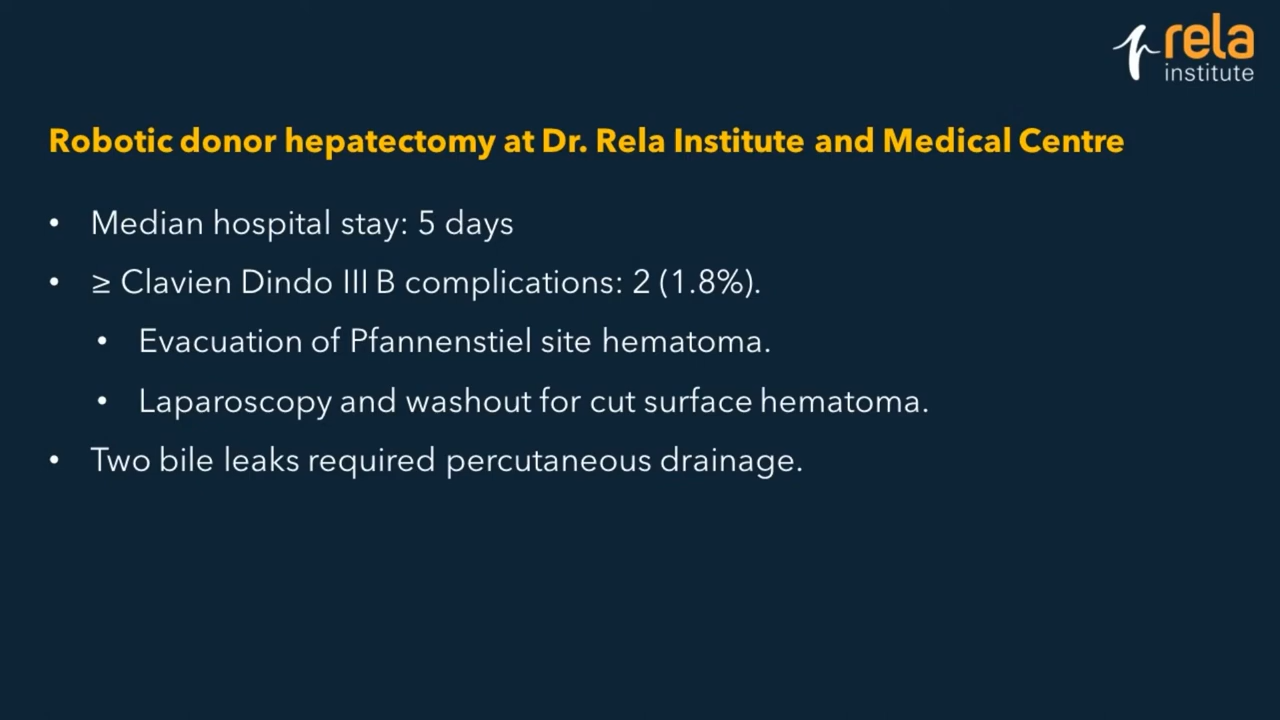 rela
institute
Robotic donor hepatectomy at Dr. Rela Institute and Medical Centre
• Median hospital stay: 5 days
• ≥ Clavien Dindo III B complications: 2 (1.8%).
• Evacuation of Pfannenstiel site hematoma.
• Laparoscopy and washout for cut surface hematoma.
• Two bile leaks required percutaneous drainage.